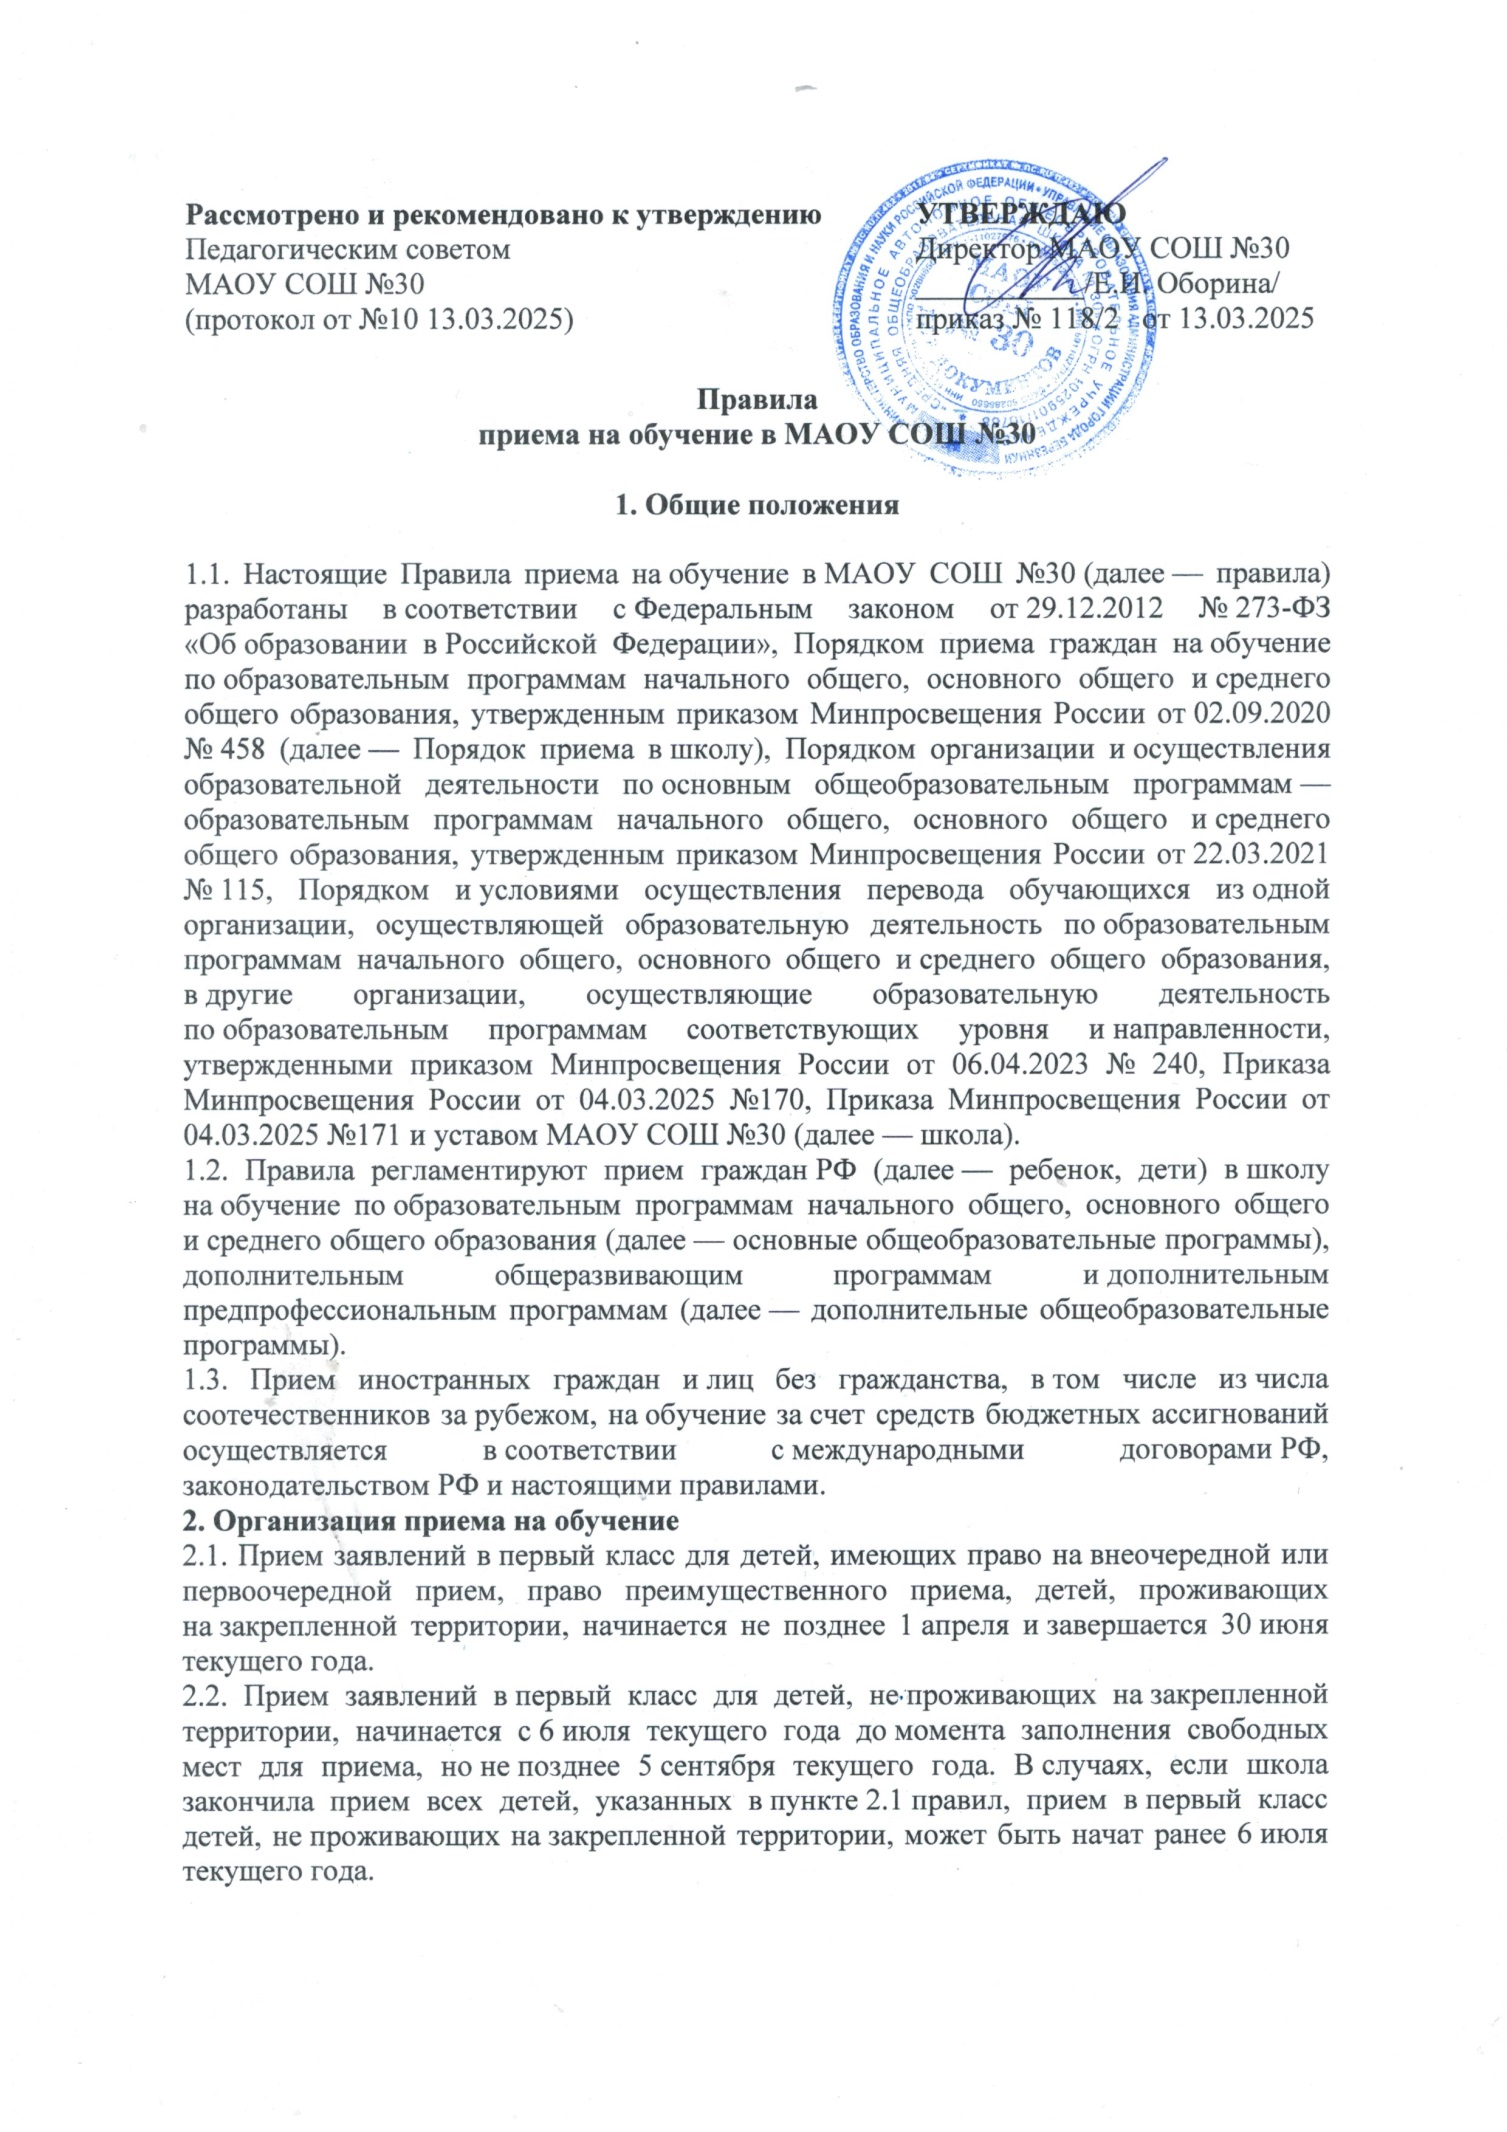 Рассмотрено и рекомендовано к утверждению
Педагогическим советом
МАОУ СОШ №30
(протокол от №10 13.03.2025)
УТВЕРЖДАЮ
Директор МАОУ СОШ №30
___________/Е.И. Оборина/
приказ № 118/2 от 13.03.2025
МАОУ
СОШ
30
ДОКУМЕНТОВ
Правила
приема на обучение в МАОУ СОШ №30
1. Общие положения
1.1. Настоящие Правила приема на обучение в МАОУ СОШ №30 (далее — правила)
разработаны в соответствии с Федеральным законом от 29.12.2012 № 273-ФЗ
«Об образовании в Российской Федерации», Порядком приема граждан на обучение
по образовательным программам начального общего, основного общего и среднего
общего образования, утвержденным приказом Минпросвещения России от 02.09.2020
№ 458 (далее — Порядок приема в школу), Порядком организации и осуществления
образовательной деятельности по основным общеобразовательным программам —
образовательным программам начального общего, основного общего и среднего
общего образования, утвержденным приказом Минпросвещения России от 22.03.2021
№ 115, Порядком и условиями осуществления перевода обучающихся из одной
организации, осуществляющей образовательную деятельность по образовательным
программам начального общего, основного общего и среднего общего образования,
в другие организации, осуществляющие образовательную деятельность
по образовательным программам соответствующих уровня и направленности,
утвержденными приказом Минпросвещения России от 06.04.2023 № 240, Приказа
Минпросвещения России от 04.03.2025 №170, Приказа Минпросвещения России от
04.03.2025 №171 и уставом МАОУ СОШ №30 (далее — школа).
1.2. Правила регламентируют прием граждан РФ (далее — ребенок, дети) в школу
на обучение по образовательным программам начального общего, основного общего
и среднего общего образования (далее — основные общеобразовательные программы),
дополнительным общеразвивающим программам и дополнительным
предпрофессиональным программам (далее — дополнительные общеобразовательные
программы).
1.3. Прием иностранных граждан и лиц без гражданства, в том числе из числа
соотечественников за рубежом, на обучение за счет средств бюджетных ассигнований
осуществляется в соответствии с международными договорами РФ,
законодательством РФ и настоящими правилами.
2. Организация приема на обучение
2.1. Прием заявлений в первый класс для детей, имеющих право на внеочередной или
первоочередной прием, право преимущественного приема, детей, проживающих
на закрепленной территории, начинается не позднее 1 апреля и завершается 30 июня
текущего года.
2.2. Прием заявлений в первый класс для детей, не проживающих на закрепленной
территории, начинается с 6 июля текущего года до момента заполнения свободных
мест для приема, но не позднее 5 сентября текущего года. В случаях, если школа
закончила прием всех детей, указанных в пункте 2.1 правил, прием в первый класс
детей, не проживающих на закрепленной территории, может быть начат ранее 6 июля
текущего года.